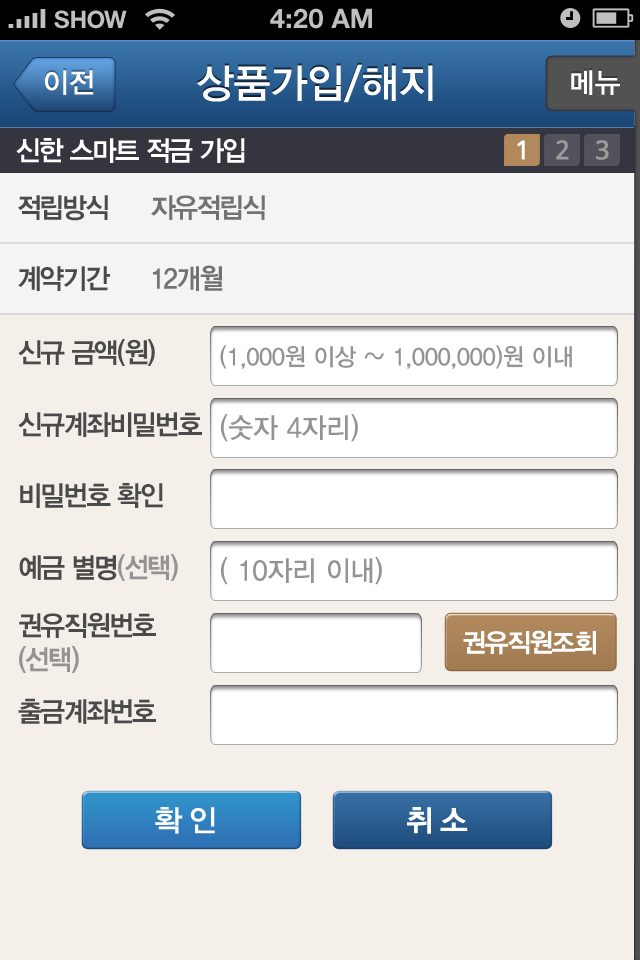 SHOW 4:20 AM
이전 상품가입/해지 메뉴
신한 스마트 적금 가입 1 2 3
적립방식 자유적립식
계약기간 12개월
신규 금액(원) (1,000원 이상 ~ 1,000,000)원 이내
신규계좌비밀번호 (숫자 4자리)
비밀번호 확인
예금 별명(선택) ( 10자리 이내)
권유직원번호
(선택)
권유직원조회
출금계좌번호
확인 취소